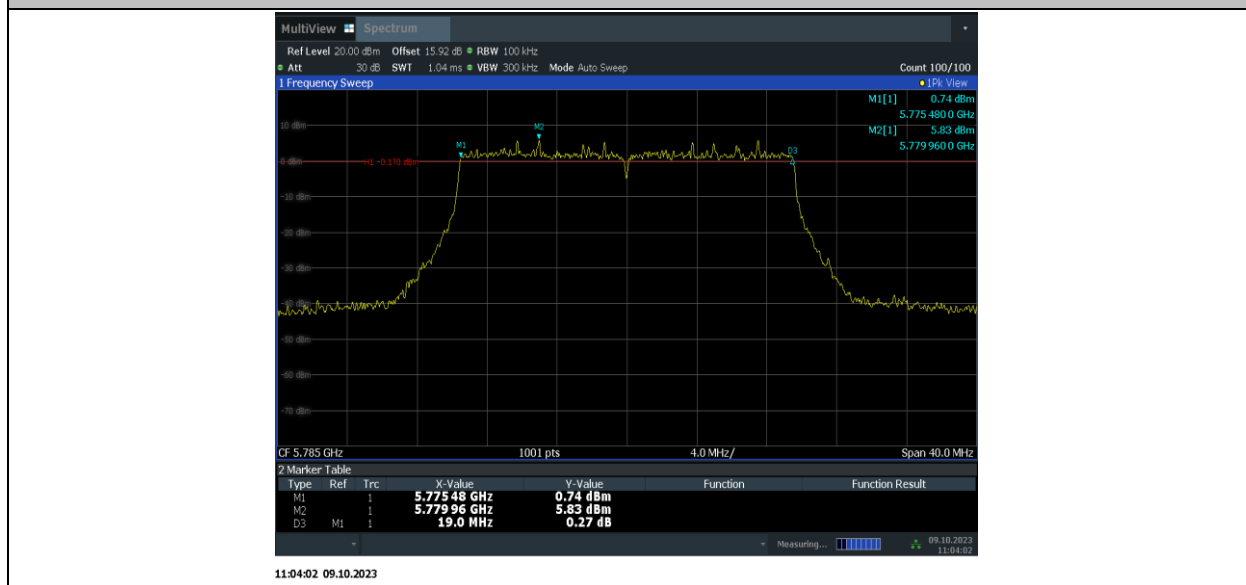 MultiView Spectrum
Ref Level 20.00 dBm Offset 15.92 dB RBW 100 kHz
Att 30 dB SWT 1.04 ms VBW 300 kHz Mode Auto Sweep Count 100/100
1 Frequency Sweep 1Pk View
M1[1] 0.74 dBm
5.775 480 0 GHz
M2[1] 5.83 dBm
5.779 960 0 GHz
10 dBm
M2
M1
D3
0 dBm
H1 -0.170 dBm
-10 dBm
-20 dBm
-30 dBm
-40 dBm
-50 dBm
-60 dBm
-70 dBm
CF 5.785 GHz 1001 pts 4.0 MHz/ Span 40.0 MHz
2 Marker Table
Type Ref Trc X-Value Y-Value Function Function Result
M1 1 5.775 48 GHz 0.74 dBm
M2 1 5.779 96 GHz 5.83 dBm
D3 M1 1 19.0 MHz 0.27 dB
Measuring... 09.10.2023
11:04:02
11:04:02 09.10.2023